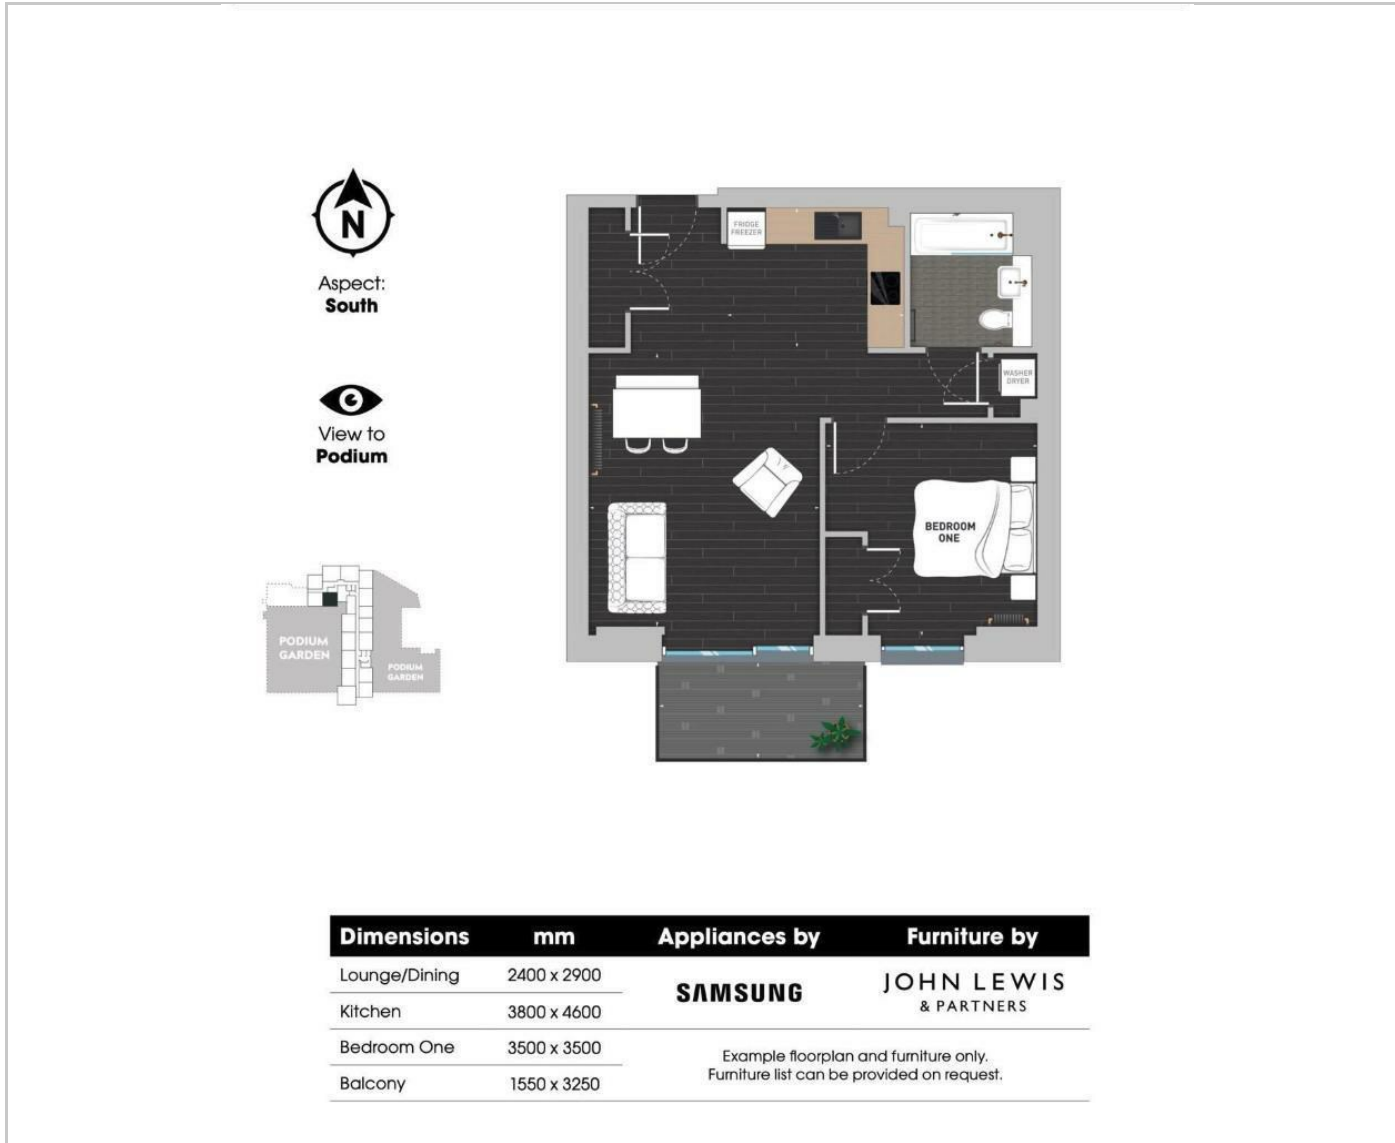 N
Aspect:
South
View to
Podium
PODIUM
GARDEN
PODIUM
GARDEN
FRIDGE
FREEZER
WASHER
DRYER
BEDROOM
ONE
Dimensions mm Appliances by Furniture by
Lounge/Dining 2400 x 2900
Kitchen 3800 x 4600
Bedroom One 3500 x 3500
Balcony 1550 x 3250
SAMSUNG
JOHN LEWIS
& PARTNERS
Example floorplan and furniture only.
Furniture list can be provided on request.